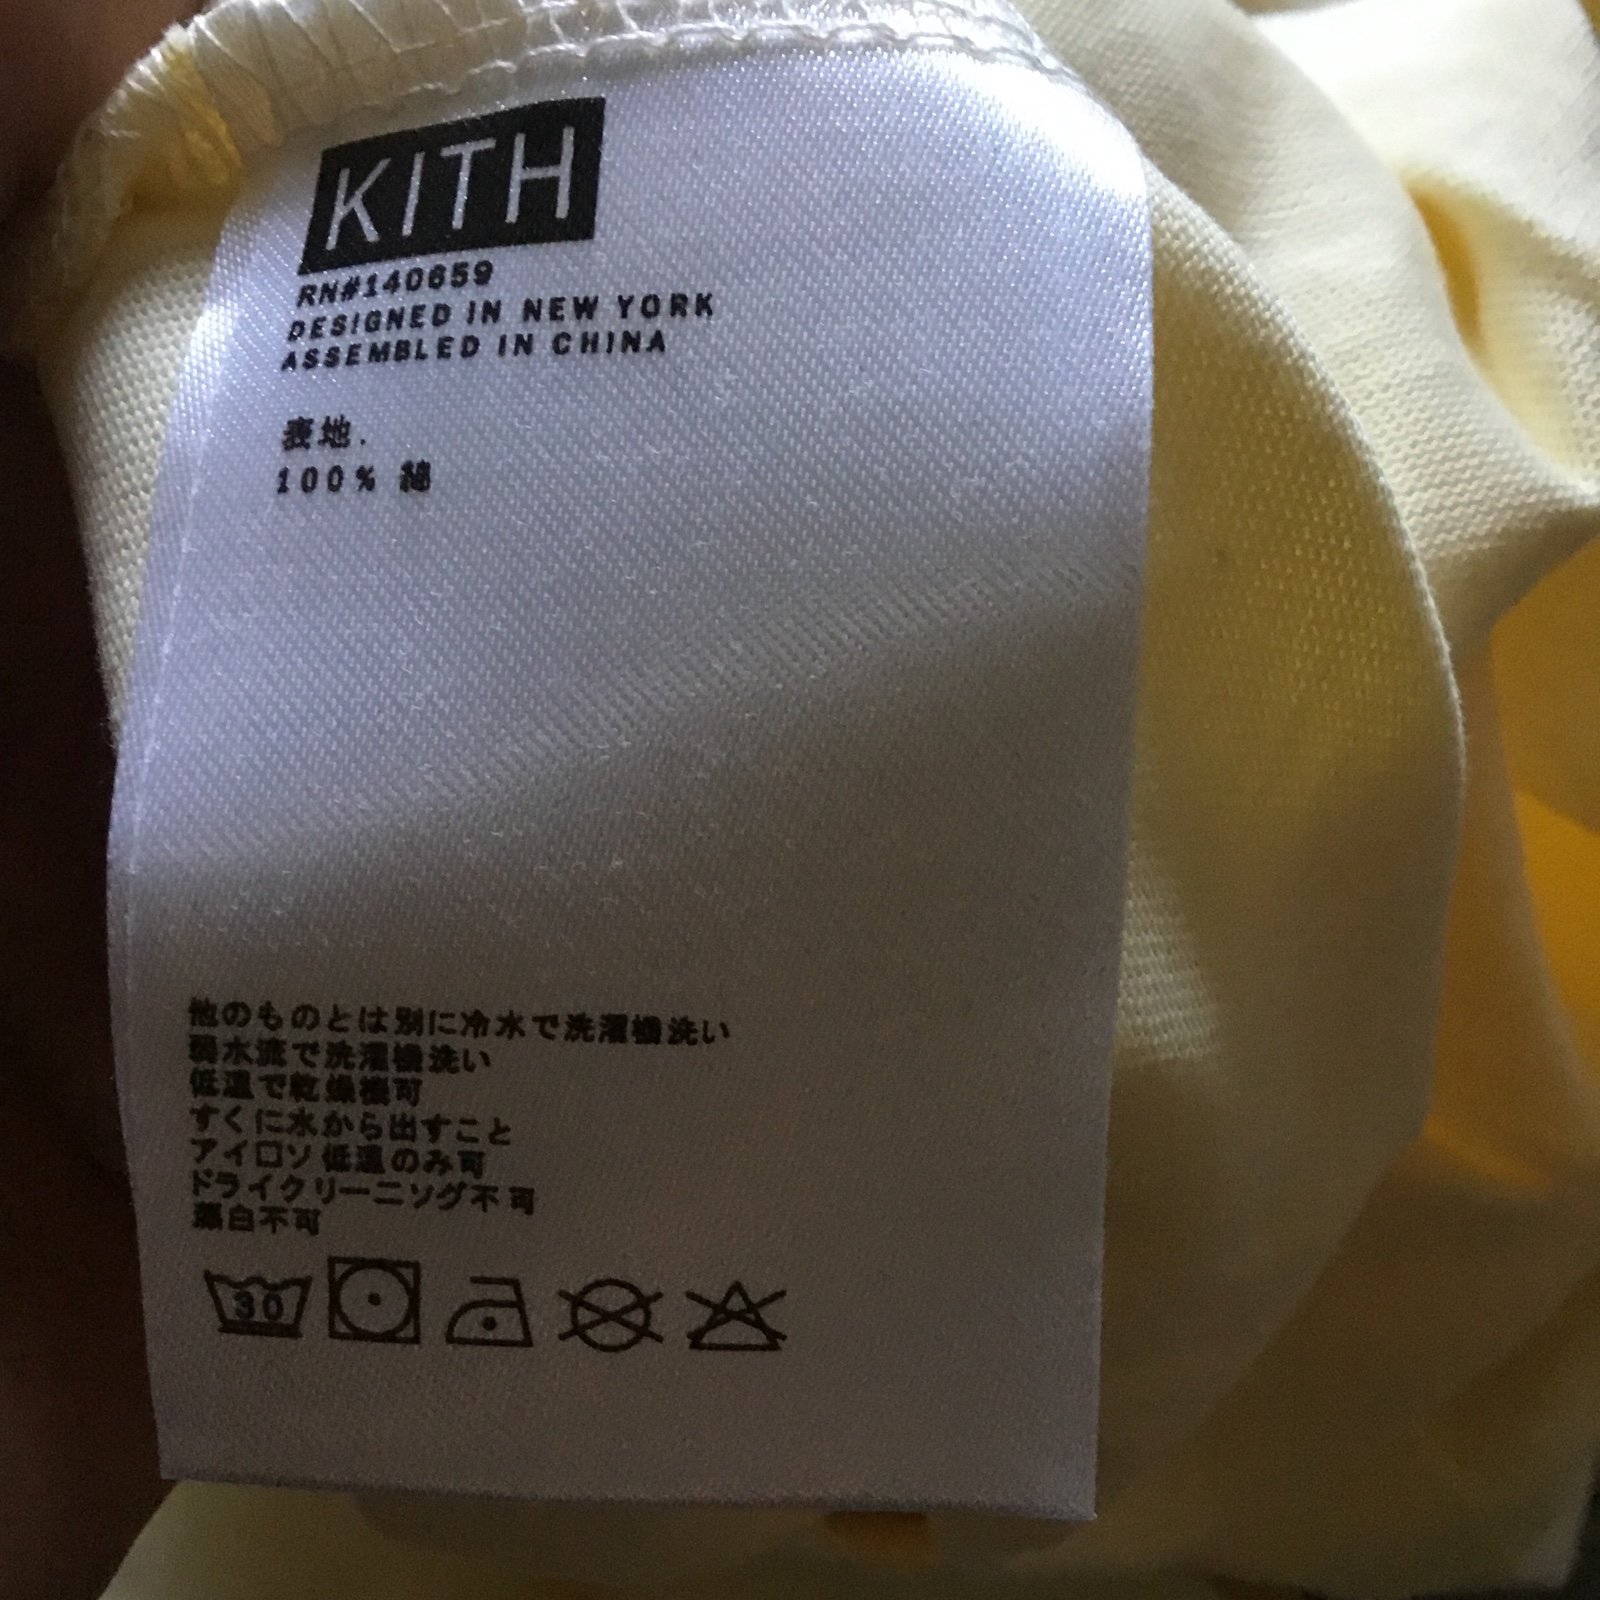 KITH
RN#140659
DESIGNED IN NEW YORK
ASSEMBLED IN CHINA
表地.
100% 綿
他のものとは別に冷水で洗濯機洗い
弱水流で洗濯機洗い
低温で乾燥機可
すぐに水から出すこと
アイロソ低温のみ可
ドライクリーニソグ不可
漂白不可
30